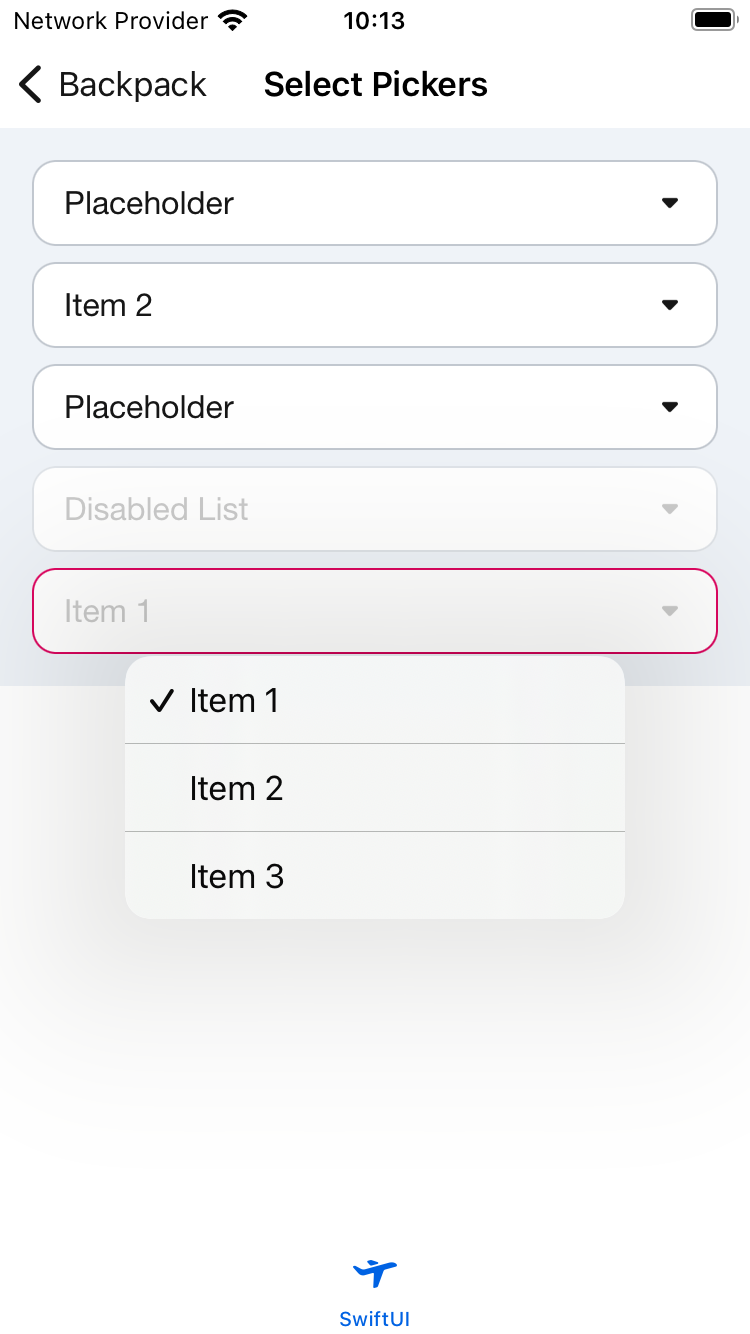 Network Provider 10:13
Backpack Select Pickers
Placeholder
Item 2
Placeholder
Disabled List
Item 1
Item 1
Item 2
Item 3
SwiftUI